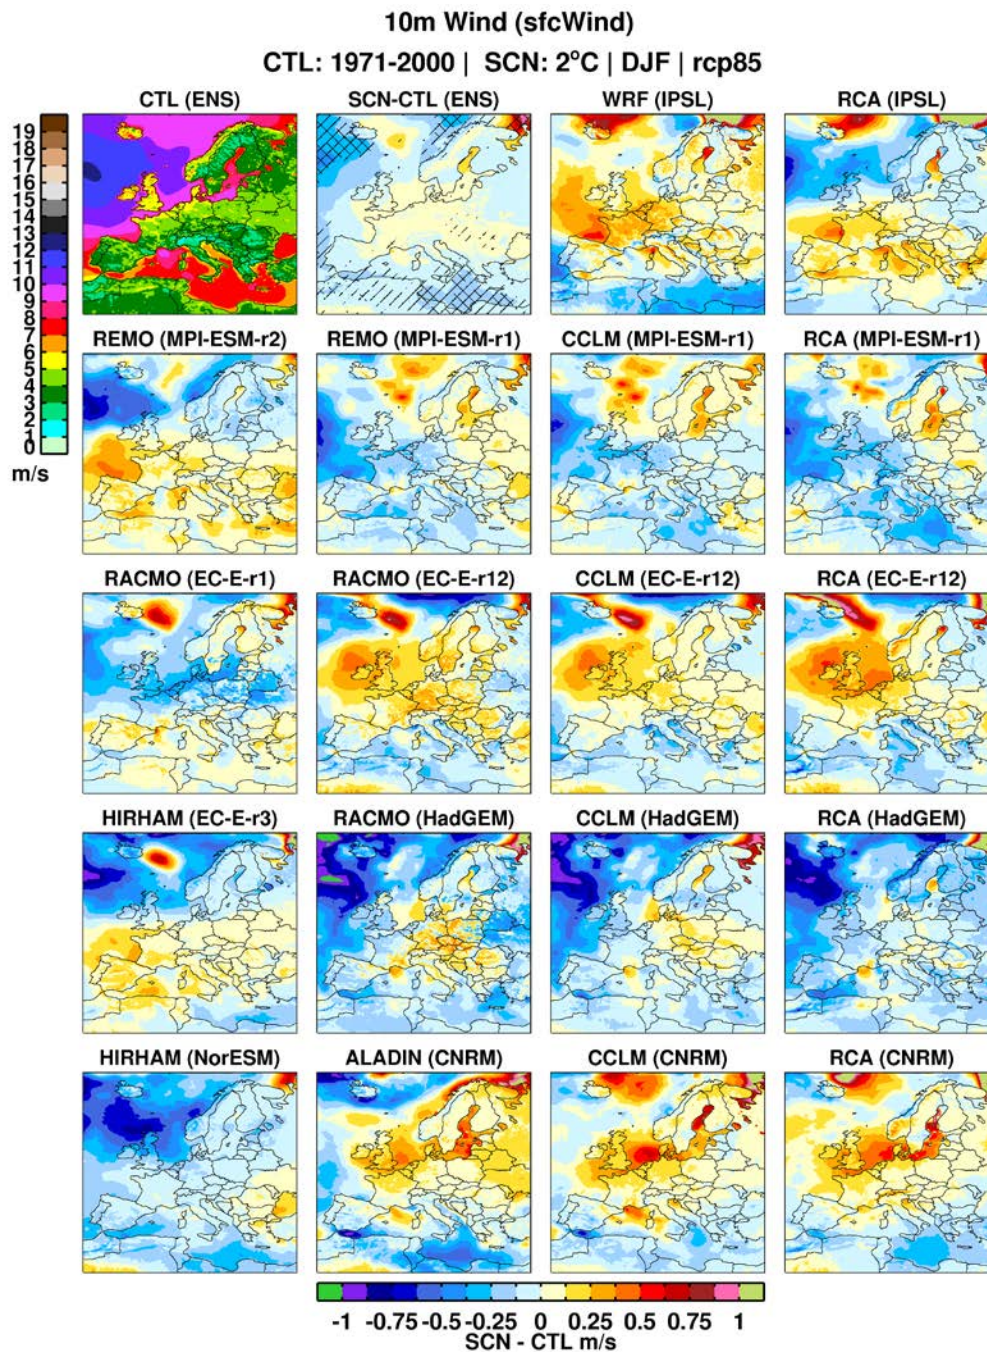 10m Wind (sfcWind)
CTL: 1971-2000 | SCN: 2°C | DJF | rcp85
CTL (ENS) SCN-CTL (ENS) WRF (IPSL) RCA (IPSL)
19
18
17
16
15
14
13
12
11
10
9
8
7
6
5
4
3
2
1
0
m/s
REMO (MPI-ESM-r2) REMO (MPI-ESM-r1) CCLM (MPI-ESM-r1) RCA (MPI-ESM-r1)
RACMO (EC-E-r1) RACMO (EC-E-r12) CCLM (EC-E-r12) RCA (EC-E-r12)
HIRHAM (EC-E-r3) RACMO (HadGEM) CCLM (HadGEM) RCA (HadGEM)
HIRHAM (NorESM) ALADIN (CNRM) CCLM (CNRM) RCA (CNRM)
-1 -0.75 -0.5 -0.25 0 0.25 0.5 0.75 1
SCN - CTL m/s